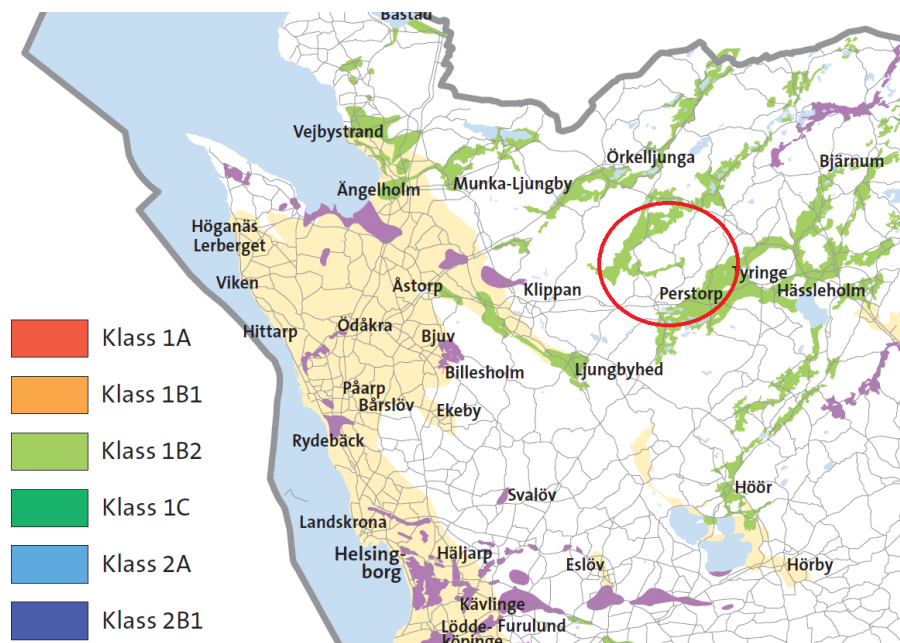 Båstad
Vejbystrand
Örkelljunga
Bjärnum
Ängelholm
Munka-Ljungby
Höganäs
Lerberget
Viken
Åstorp
Klippan
Perstorp
Tyringe
Hässleholm
Hittarp
Ödåkra
Bjuv
Billesholm
Ljungbyhed
Påarp
Bårslöv
Ekeby
Rydebäck
Svalöv
Höör
Landskrona
Helsing-
borg
Häljarp
Eslöv
Hörby
Kävlinge
Lödde-
köpinge
Furulund
Klass 1A
Klass 1B1
Klass 1B2
Klass 1C
Klass 2A
Klass 2B1